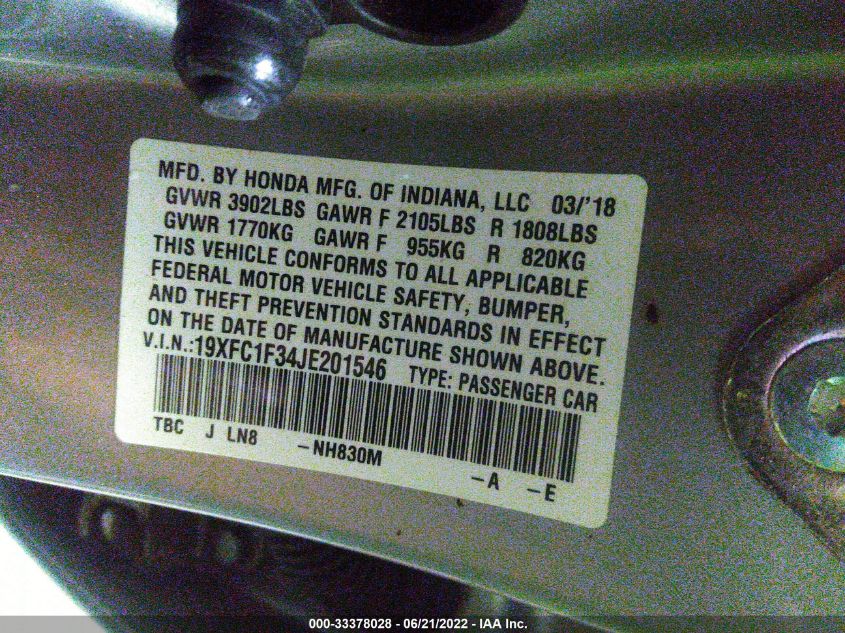 MFD. BY HONDA MFG. OF INDIANA, LLC 03/'18
GVWR 3902LBS GAWR F 2105LBS R 1808LBS
GVWR 1770KG GAWR F 955KG R 820KG
THIS VEHICLE CONFORMS TO ALL APPLICABLE
FEDERAL MOTOR VEHICLE SAFETY, BUMPER,
AND THEFT PREVENTION STANDARDS IN EFFECT
ON THE DATE OF MANUFACTURE SHOWN ABOVE.
V.I.N.:19XFC1F34JE201546 TYPE: PASSENGER CAR
TBC J LN8 -NH830M -A -E
000-33378028 - 06/21/2022 - IAA Inc.